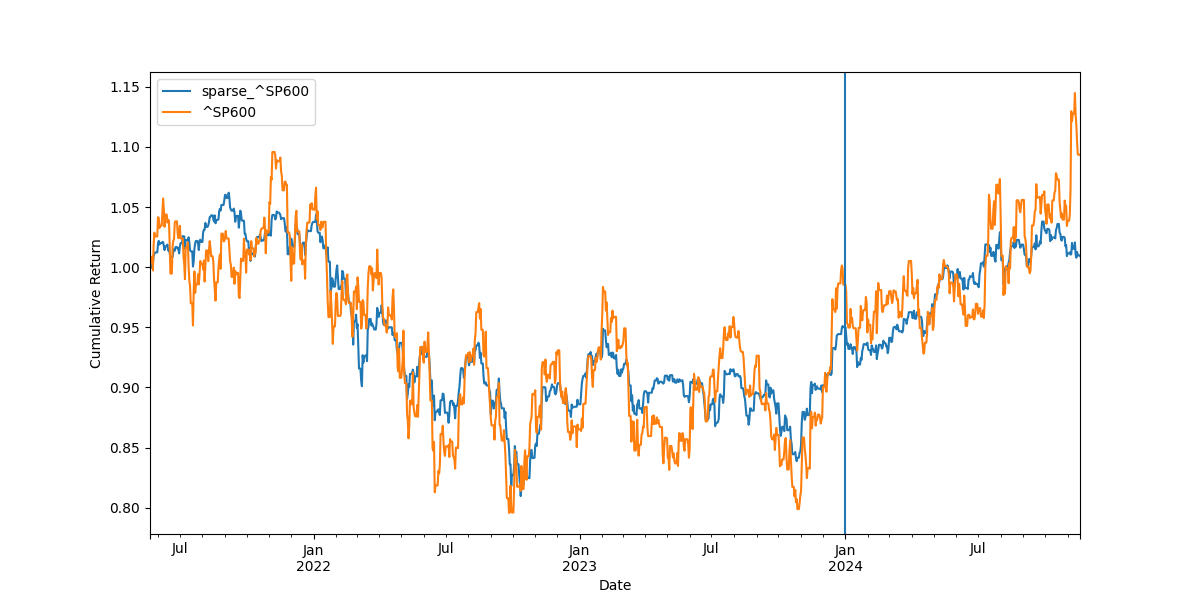 sparse_^SP600
^SP600
1.15
1.10
1.05
1.00
0.95
0.90
0.85
0.80
Cumulative Return
Jul Jan Jul Jan Jul Jan Jul
2022 2023 2024
Date